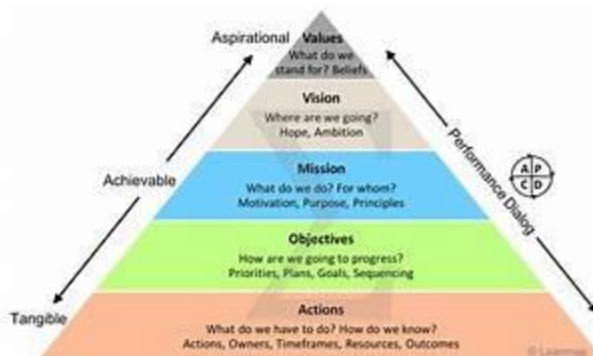 Aspirational
Values
What do we
stand for? Beliefs
Vision
Where are we going?
Hope, Ambition
Achievable
Mission
What do we do? For whom?
Motivation, Purpose, Principles
Objectives
How are we going to progress?
Priorities, Plans, Goals, Sequencing
Tangible
Actions
What do we have to do? How do we know?
Actions, Owners, Timeframes, Resources, Outcomes
Performance Dialog
A P
C D